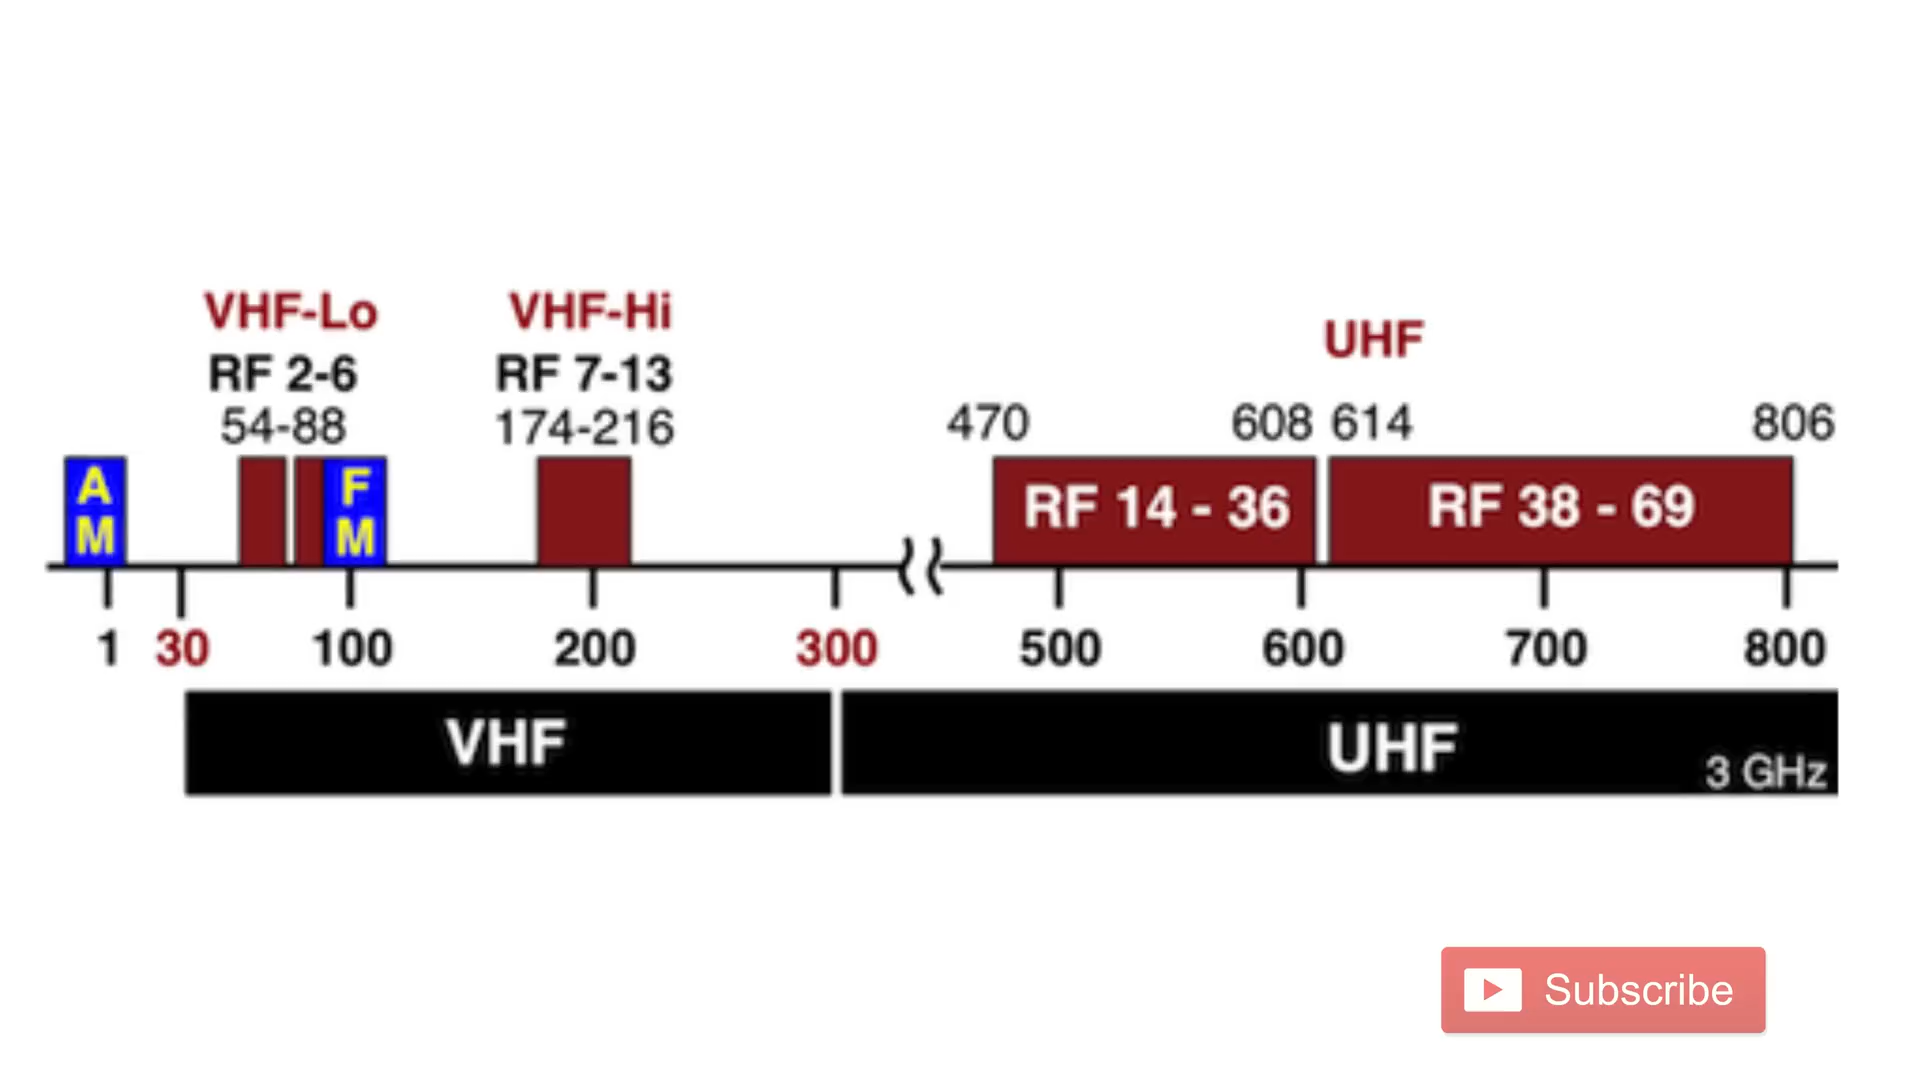 VHF-Lo
VHF-Hi
UHF
RF 2-6
RF 7-13
54-88
174-216
470
608
614
806
AM
FM
RF 14 - 36
RF 38 - 69
1
30
100
200
300
500
600
700
800
VHF
UHF
3 GHz
Subscribe